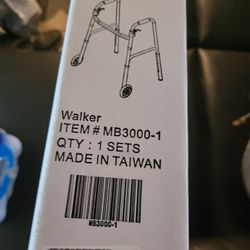 Walker
ITEM # MB3000-1
QTY : 1 SETS
MADE IN TAIWAN
MB3000-1